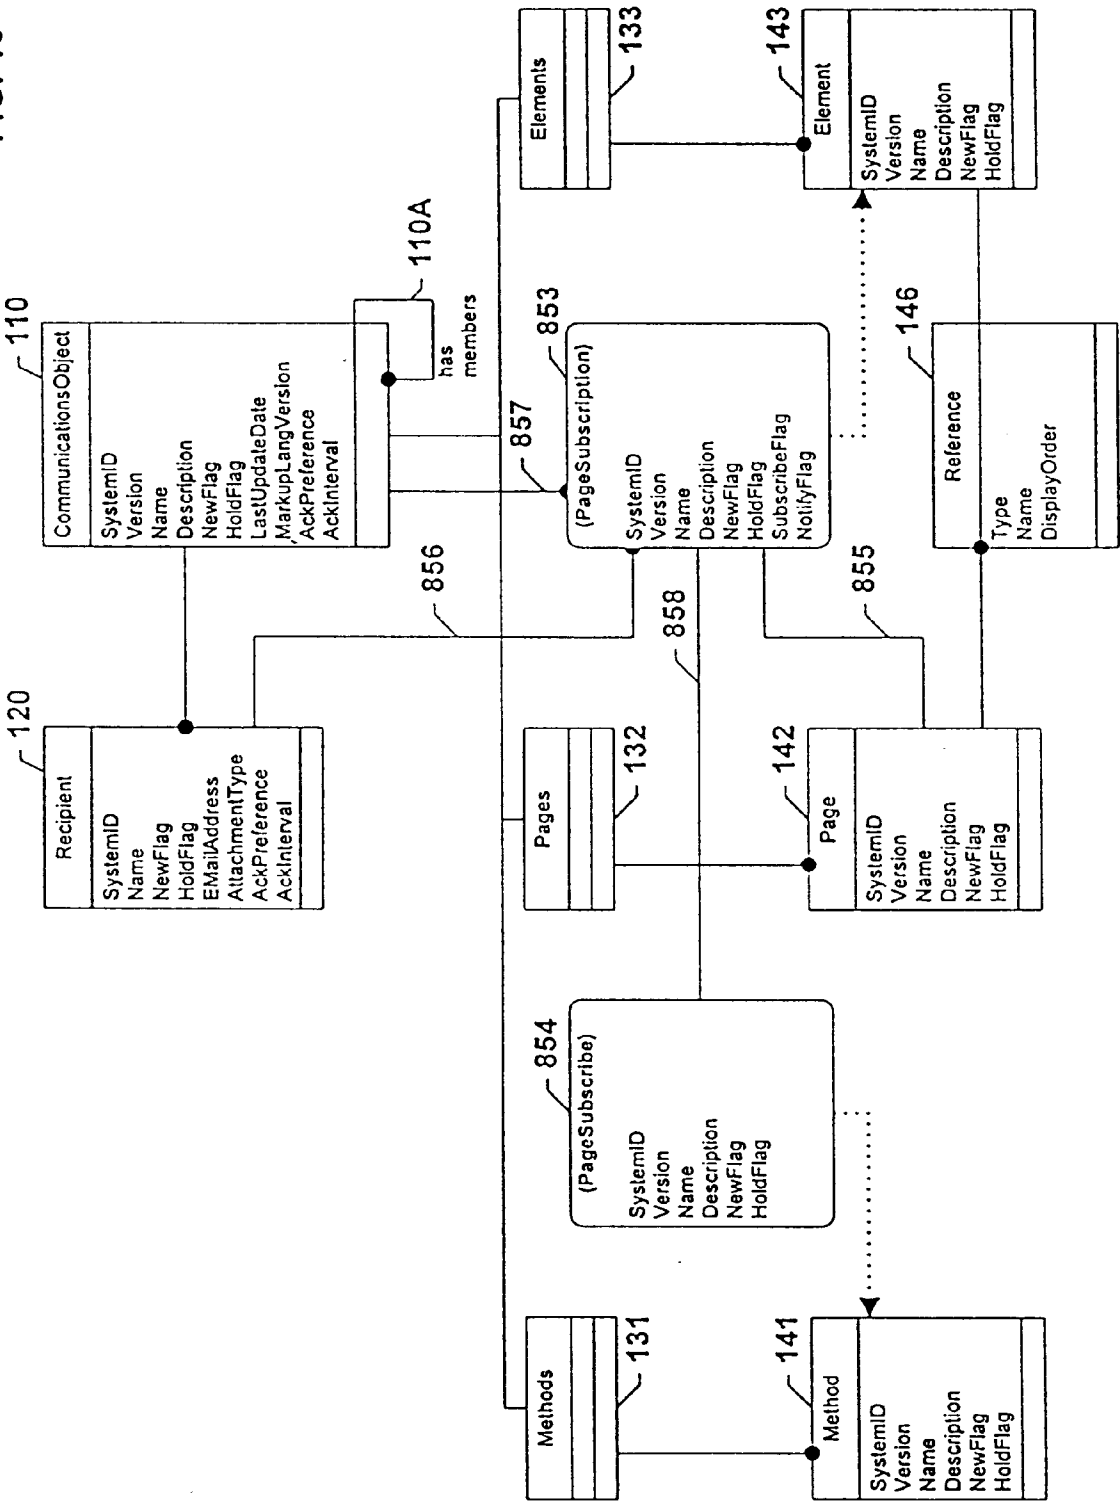 120
Recipient
SystemID
Name
NewFlag
HoldFlag
EMailAddress
AttachmentType
AckPreference
AckInterval
110
CommunicationsObject
SystemID
Version
Name
Description
NewFlag
HoldFlag
LastUpdateDate
MarkupLangVersion
AckPreference
AckInterval
110A
has
members
856
857
Methods
131
Pages
132
Elements
133
854
(PageSubscribe)
SystemID
Version
Name
Description
NewFlag
HoldFlag
858
853
(PageSubscription)
SystemID
Version
Name
Description
NewFlag
HoldFlag
SubscribeFlag
NotifyFlag
855
141
Method
SystemID
Version
Name
Description
NewFlag
HoldFlag
142
Page
SystemID
Version
Name
Description
NewFlag
HoldFlag
146
Reference
Type
Name
DisplayOrder
143
Element
SystemID
Version
Name
Description
NewFlag
HoldFlag